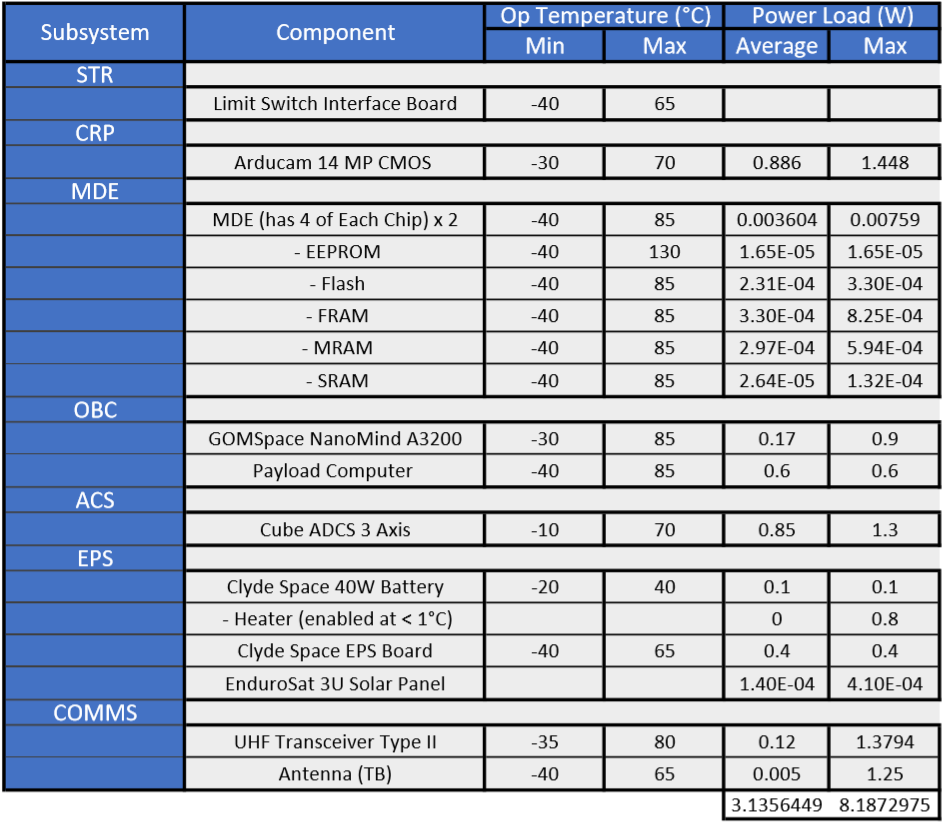 Subsystem Component Op Temperature (°C) Power Load (W)
Min Max Average Max
STR
Limit Switch Interface Board -40 65
CRP
Arducam 14 MP CMOS -30 70 0.886 1.448
MDE
MDE (has 4 of Each Chip) x 2 -40 85 0.003604 0.00759
- EEPROM -40 130 1.65E-05 1.65E-05
- Flash -40 85 2.31E-04 3.30E-04
- FRAM -40 85 3.30E-04 8.25E-04
- MRAM -40 85 2.97E-04 5.94E-04
- SRAM -40 85 2.64E-05 1.32E-04
OBC
GOMSpace NanoMind A3200 -30 85 0.17 0.9
Payload Computer -40 85 0.6 0.6
ACS
Cube ADCS 3 Axis -10 70 0.85 1.3
EPS
Clyde Space 40W Battery -20 40 0.1 0.1
- Heater (enabled at < 1°C) 0 0.8
Clyde Space EPS Board -40 65 0.4 0.4
EnduroSat 3U Solar Panel 1.40E-04 4.10E-04
COMMS
UHF Transceiver Type II -35 80 0.12 1.3794
Antenna (TB) -40 65 0.005 1.25
3.1356449 8.1872975